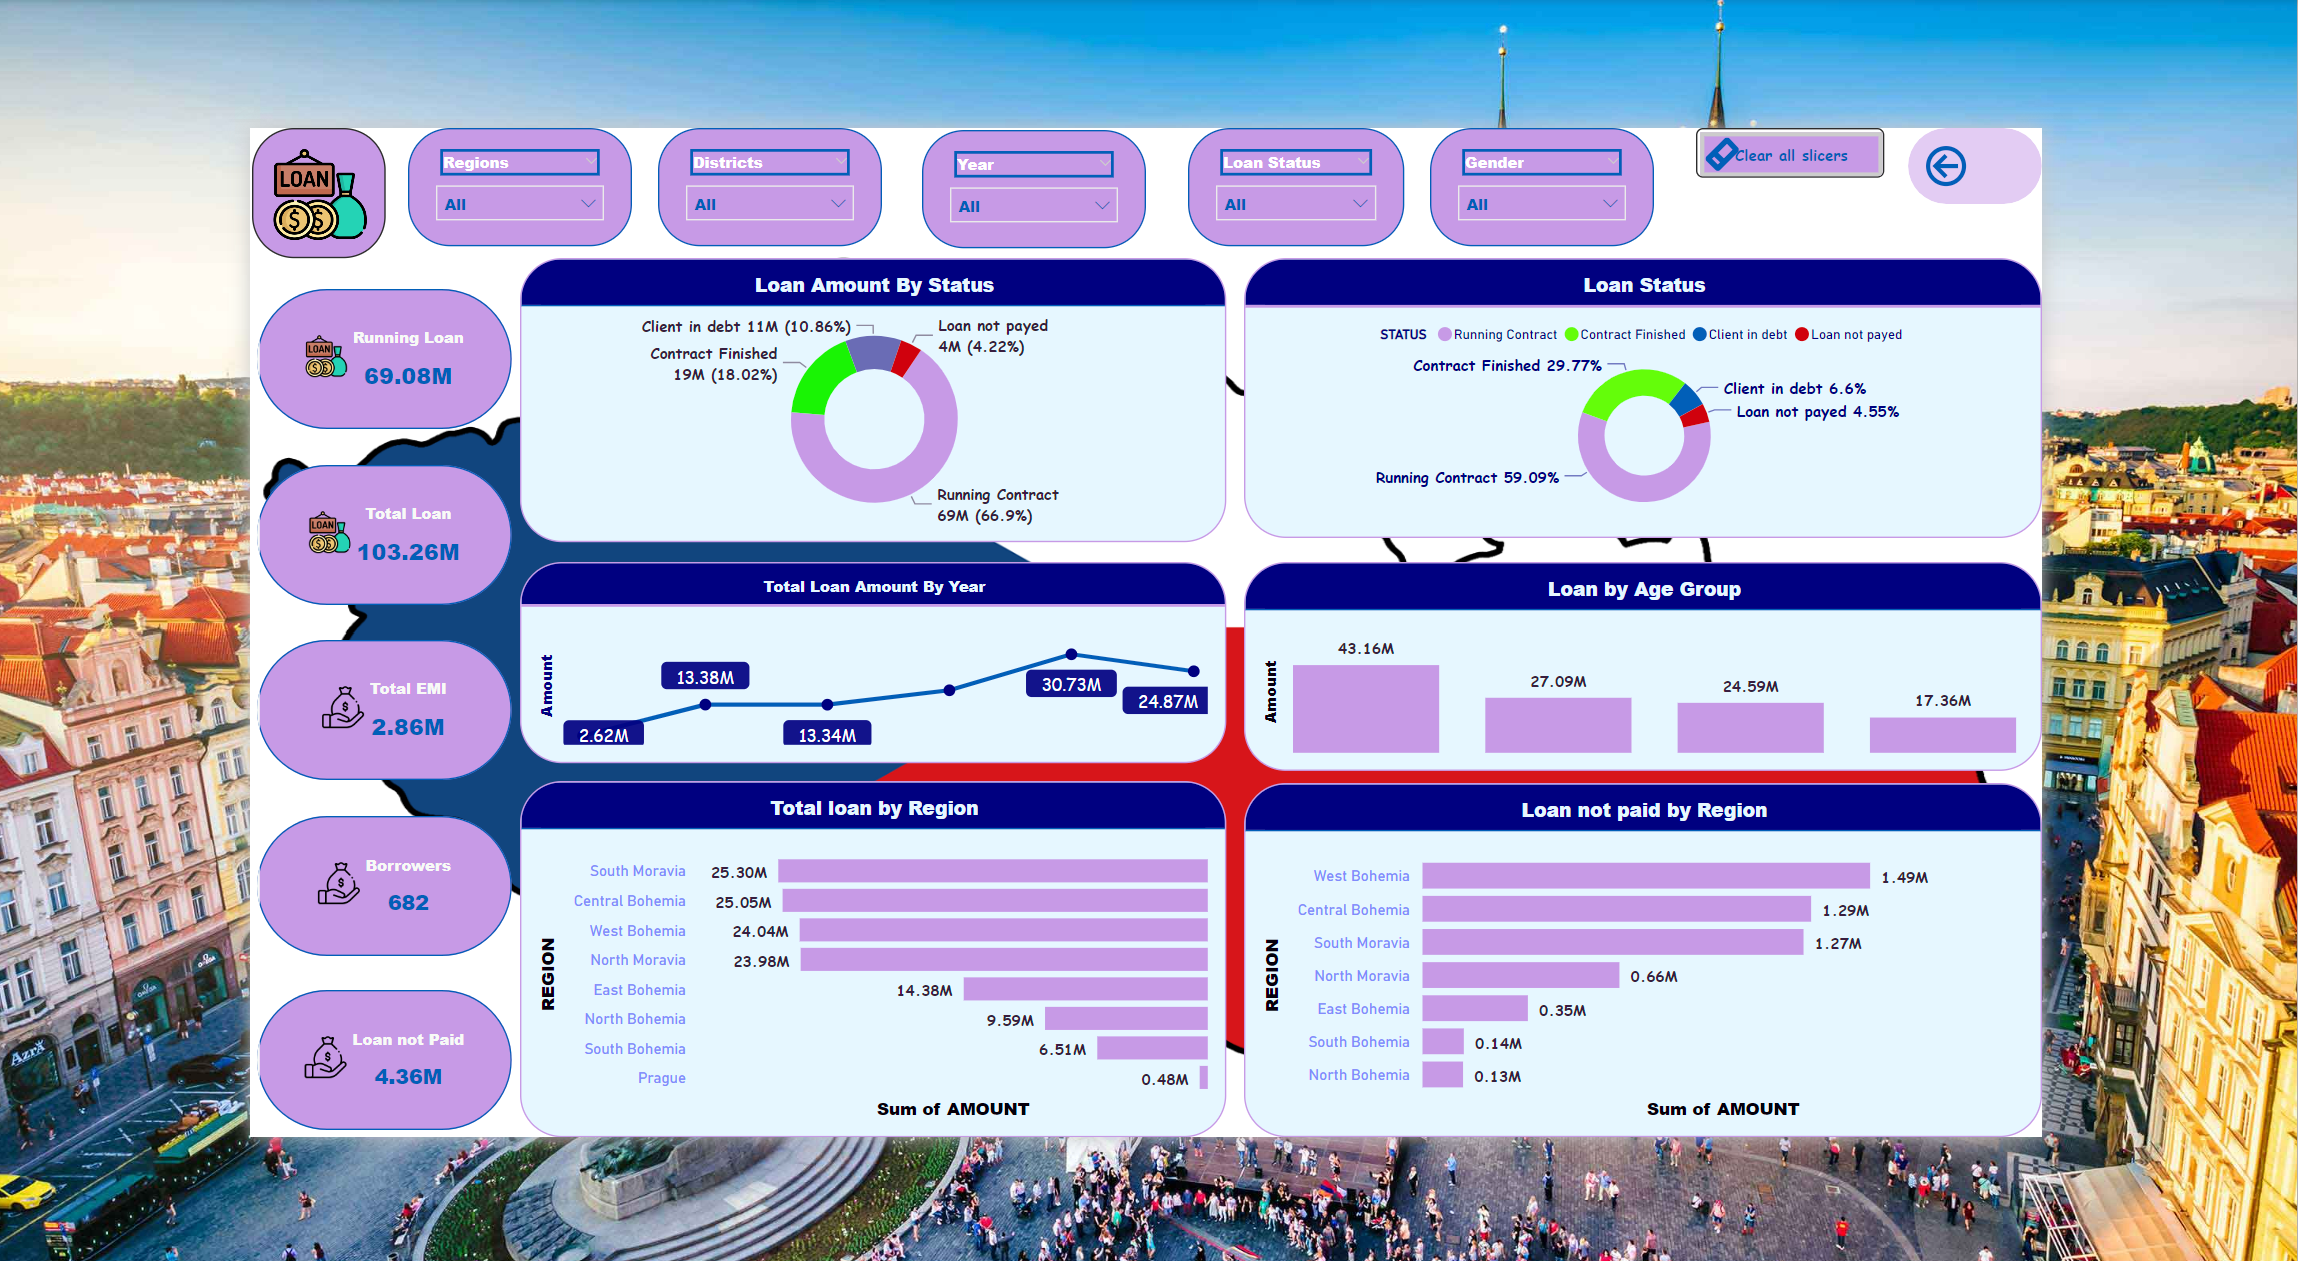 LOAN
Regions
All
Districts
All
Year
All
Loan Status
All
Gender
All
Clear all slicers
Running Loan
69.08M
LOAN
Total Loan
103.26M
LOAN
Total EMI
2.86M
Borrowers
682
Loan not Paid
4.36M
Loan Amount By Status
Client in debt 11M (10.86%)
Loan not payed
4M (4.22%)
Contract Finished
19M (18.02%)
Running Contract
69M (66.9%)
Loan Status
STATUS Running Contract Contract Finished Client in debt Loan not payed
Contract Finished 29.77%
Client in debt 6.6%
Loan not payed 4.55%
Running Contract 59.09%
Total Loan Amount By Year
Amount
2.62M
13.38M
13.34M
30.73M
24.87M
Loan by Age Group
Amount
43.16M
27.09M
24.59M
17.36M
Total loan by Region
REGION
South Moravia 25.30M
Central Bohemia 25.05M
West Bohemia 24.04M
North Moravia 23.98M
East Bohemia 14.38M
North Bohemia 9.59M
South Bohemia 6.51M
Prague 0.48M
Sum of AMOUNT
Loan not paid by Region
REGION
West Bohemia 1.49M
Central Bohemia 1.29M
South Moravia 1.27M
North Moravia 0.66M
East Bohemia 0.35M
South Bohemia 0.14M
North Bohemia 0.13M
Sum of AMOUNT
AzrA